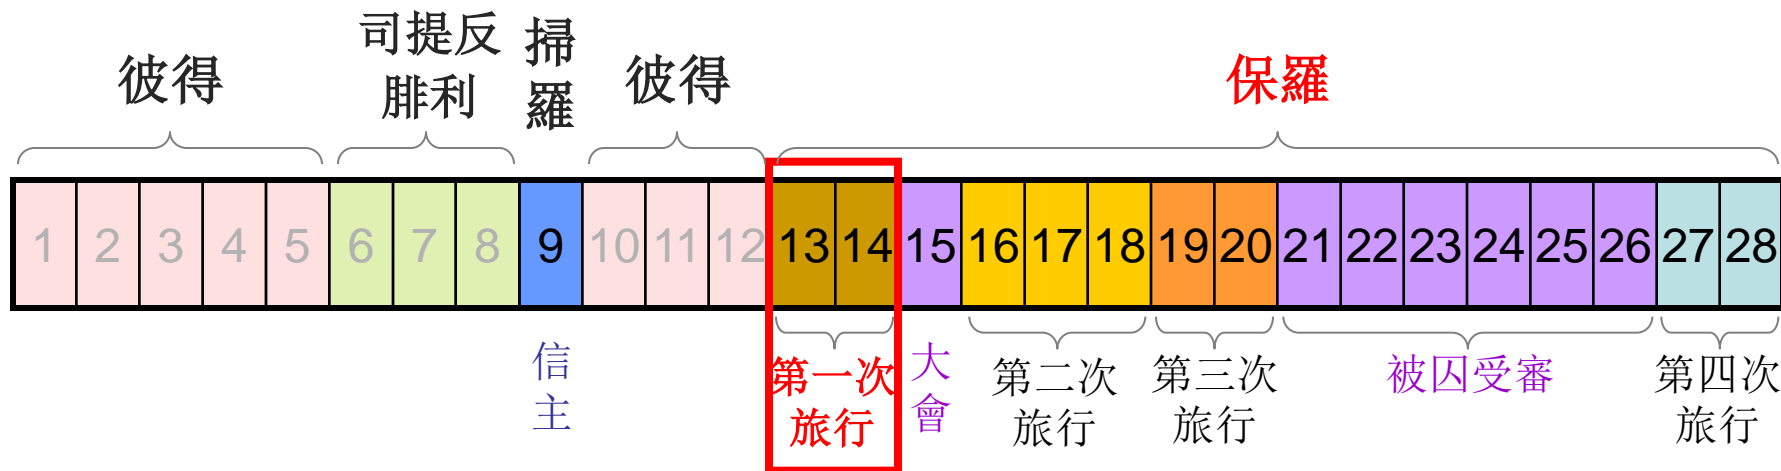 彼得
司提反
腓利
掃
羅
彼得
保羅
1 2 3 4 5 6 7 8 9 10 11 12 13 14 15 16 17 18 19 20 21 22 23 24 25 26 27 28
信
主
第一次
旅行
大
會
第二次
旅行
第三次
旅行
被囚受審
第四次
旅行